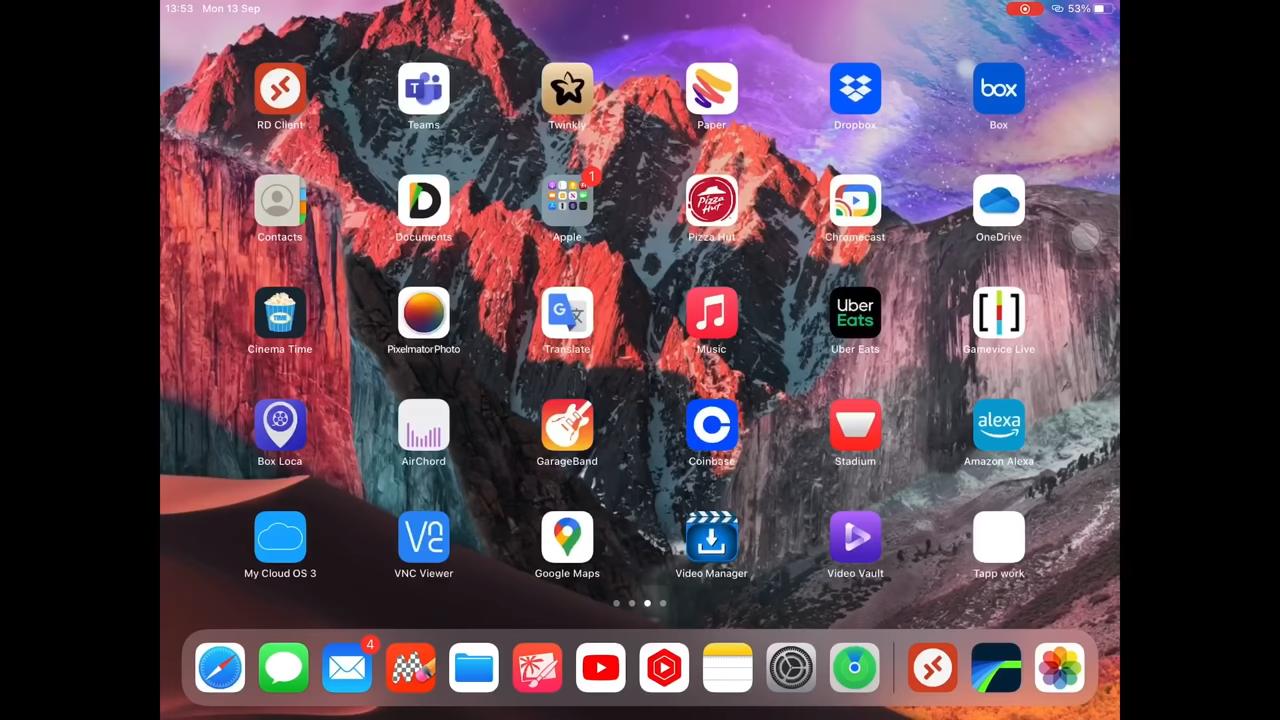 13:53 Mon 13 Sep 53%
RD Client Teams Twinkly Paper Dropbox box Box
1
Contacts Documents Apple Pizza Hut Pizza Hut Chromecast OneDrive
TIME Uber Eats
Cinema Time Pixelmator Photo Translate Music Uber Eats Gamevice Live
alexa
Box Loca AirChord GarageBand Coinbase Stadium Amazon Alexa
My Cloud OS 3 VNC Viewer Google Maps Video Manager Video Vault Tapp work
4